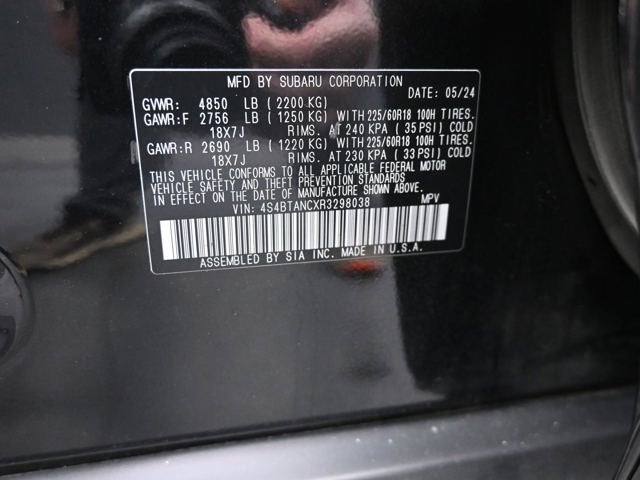 MFD BY SUBARU CORPORATION
DATE: 05/24
GVWR: 4850 LB (2200 KG)
GAWR:F 2756 LB (1250 KG) WITH 225/60R18 100H TIRES.
18X7J RIMS. AT 240 KPA (35 PSI) COLD
GAWR:R 2690 LB (1220 KG) WITH 225/60R18 100H TIRES.
18X7J RIMS. AT 230 KPA (33 PSI) COLD
THIS VEHICLE CONFORMS TO ALL APPLICABLE FEDERAL MOTOR
VEHICLE SAFETY AND THEFT PREVENTION STANDARDS
IN EFFECT ON THE DATE OF MANUFACTURE SHOWN ABOVE.
VIN: 4S4BTANCXR3298038 MPV
ASSEMBLED BY SIA INC. MADE IN U.S.A.